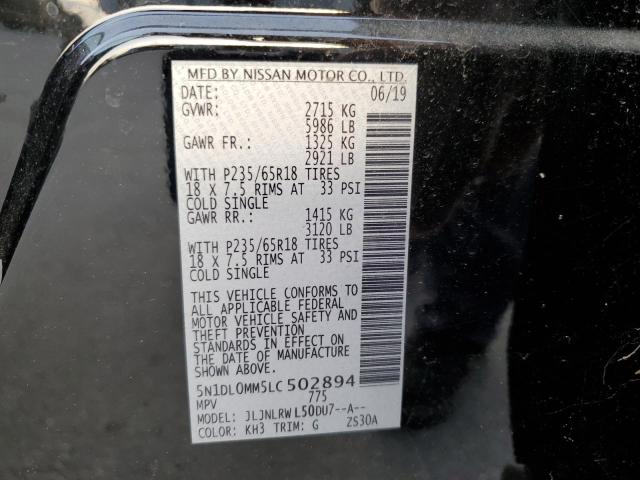 MFD BY NISSAN MOTOR CO., LTD.
DATE: 06/19
GVWR: 2715 KG
5986 LB
GAWR FR.: 1325 KG
2921 LB
WITH P235/65R18 TIRES
18 X 7.5 RIMS AT 33 PSI
COLD SINGLE
GAWR RR.: 1415 KG
3120 LB
WITH P235/65R18 TIRES
18 X 7.5 RIMS AT 33 PSI
COLD SINGLE
THIS VEHICLE CONFORMS TO
ALL APPLICABLE FEDERAL
MOTOR VEHICLE SAFETY AND
THEFT PREVENTION
STANDARDS IN EFFECT ON
THE DATE OF MANUFACTURE
SHOWN ABOVE.
5N1DL0MM5LC502894
MPV 775
MODEL: JLJNLRWL50DU7--A--
COLOR: KH3 TRIM: G ZS30A